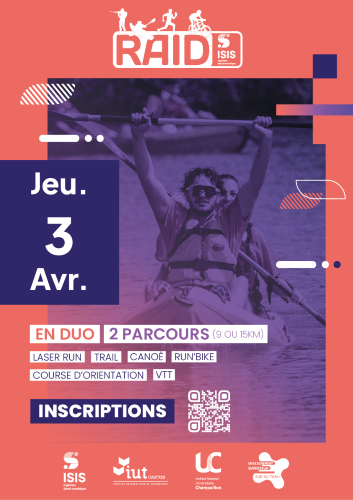 RAID
ISIS
Jeu.
3
Avr.
EN DUO
2 PARCOURS (9 OU 15KM)
LASER RUN
TRAIL
CANOË
RUN'BIKE
COURSE D'ORIENTATION
VTT
INSCRIPTIONS
ISIS
iut
UC
Champollion